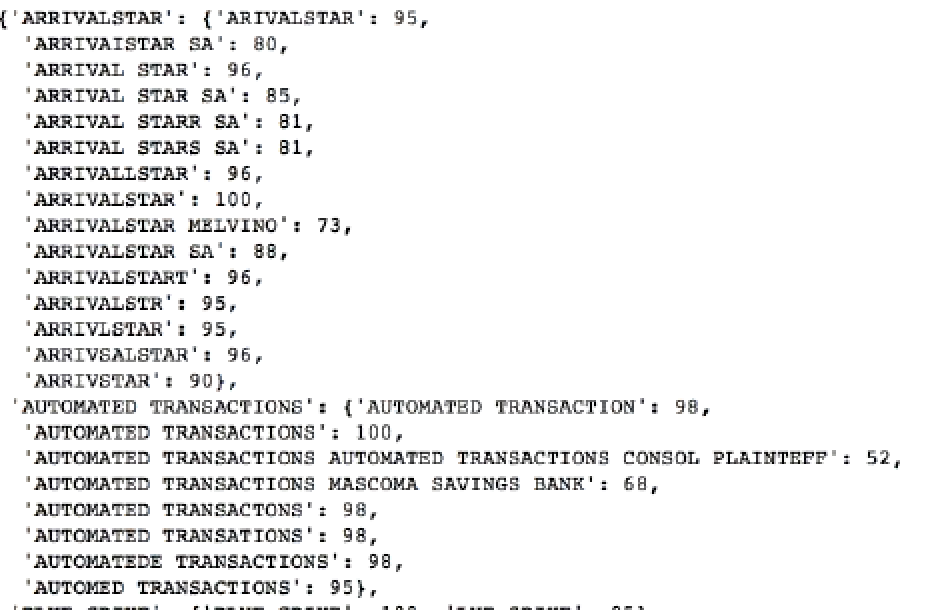 {'ARRIVALSTAR': {'ARIVALSTAR': 95,
'ARRIVAISTAR SA': 80,
'ARRIVAL STAR': 96,
'ARRIVAL STAR SA': 85,
'ARRIVAL STARR SA': 81,
'ARRIVAL STARS SA': 81,
'ARRIVALLSTAR': 96,
'ARRIVALSTAR': 100,
'ARRIVALSTAR MELVINO': 73,
'ARRIVALSTAR SA': 88,
'ARRIVALSTART': 96,
'ARRIVALSTR': 95,
'ARRIVLSTAR': 95,
'ARRIVSALSTAR': 96,
'ARRIVSTAR': 90},
'AUTOMATED TRANSACTIONS': {'AUTOMATED TRANSACTION': 98,
'AUTOMATED TRANSACTIONS': 100,
'AUTOMATED TRANSACTIONS AUTOMATED TRANSACTIONS CONSOL PLAINTEFF': 52,
'AUTOMATED TRANSACTIONS MASCOMA SAVINGS BANK': 68,
'AUTOMATED TRANSACTONS': 98,
'AUTOMATED TRANSATIONS': 98,
'AUTOMATEDE TRANSACTIONS': 98,
'AUTOMED TRANSACTIONS': 95},